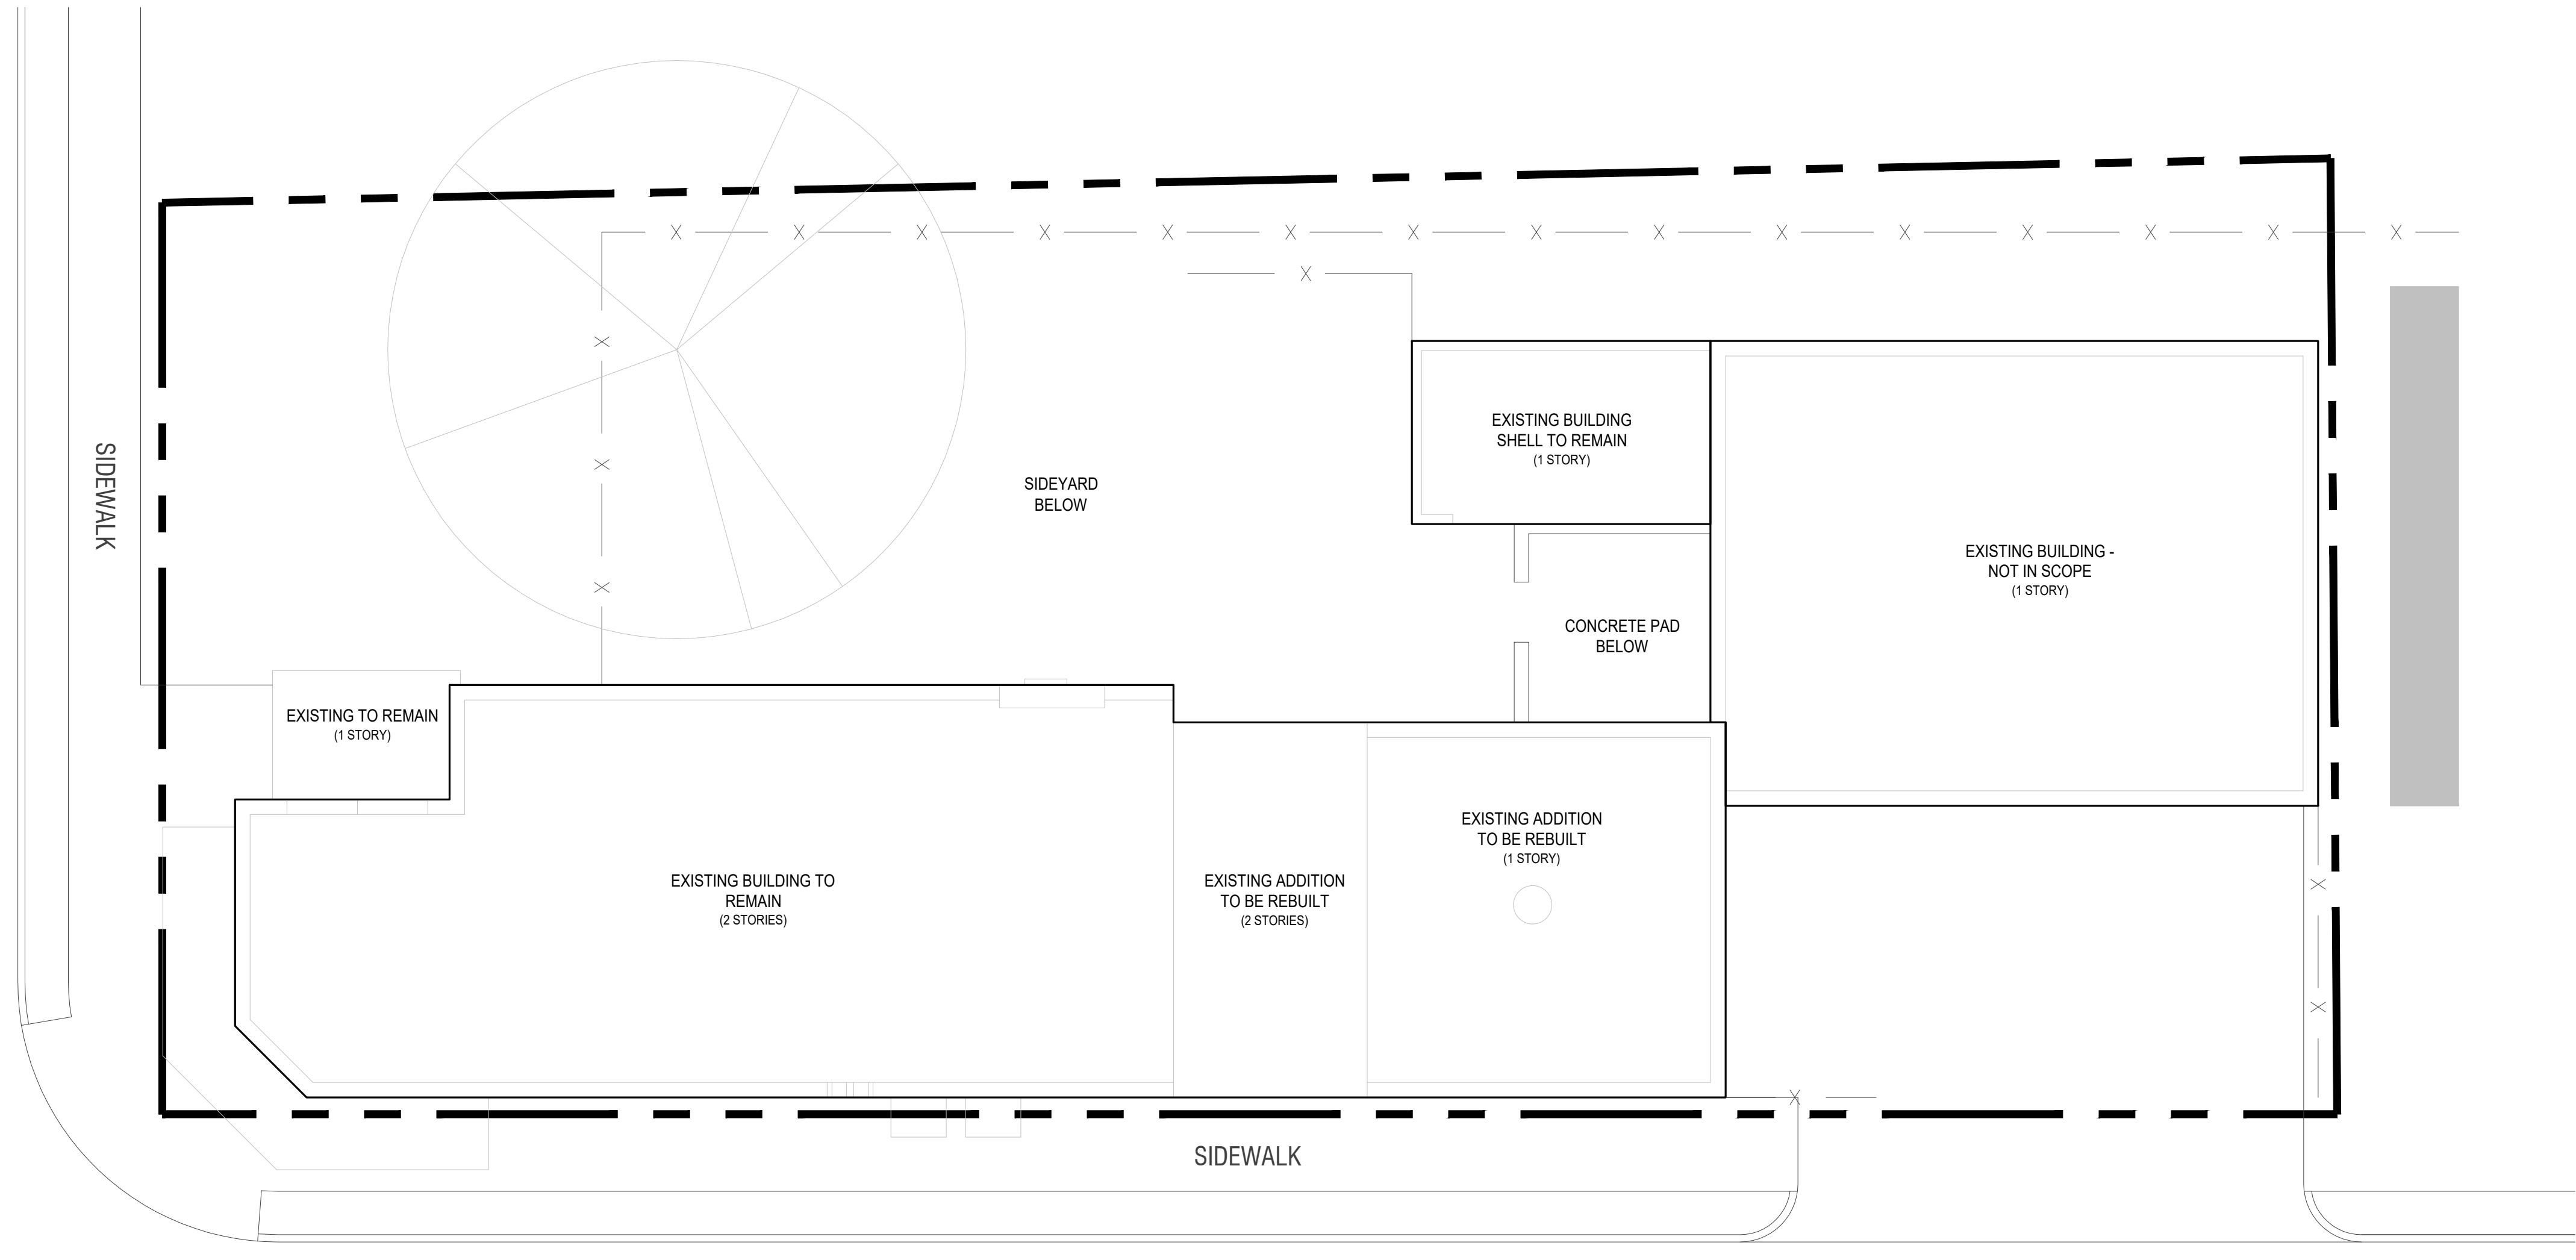 SIDEWALK
EXISTING BUILDING
SHELL TO REMAIN
(1 STORY)
SIDEYARD
BELOW
EXISTING BUILDING -
NOT IN SCOPE
(1 STORY)
CONCRETE PAD
BELOW
EXISTING TO REMAIN
(1 STORY)
EXISTING ADDITION
TO BE REBUILT
(1 STORY)
EXISTING BUILDING TO
REMAIN
(2 STORIES)
EXISTING ADDITION
TO BE REBUILT
(2 STORIES)
SIDEWALK